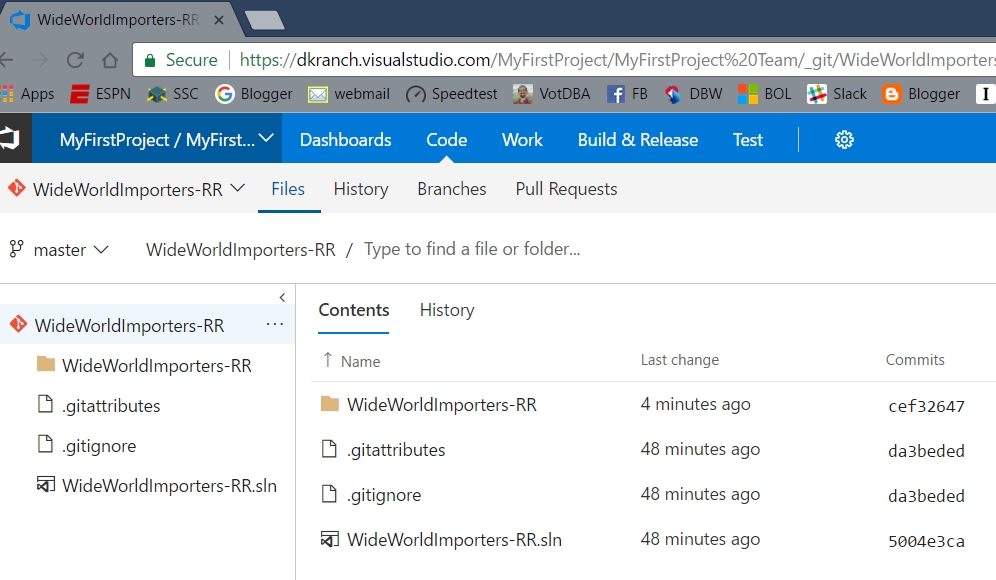 WideWorldImporters-RR
Secure https://dkranch.visualstudio.com/MyFirstProject/MyFirstProject%20Team/_git/WideWorldImporters
Apps ESPN SSC Blogger webmail Speedtest VotDBA FB DBW BOL Slack Blogger I
MyFirstProject / MyFirst... Dashboards Code Work Build & Release Test
WideWorldImporters-RR Files History Branches Pull Requests
master WideWorldImporters-RR / Type to find a file or folder...
WideWorldImporters-RR ...
WideWorldImporters-RR
.gitattributes
.gitignore
WideWorldImporters-RR.sln
Contents History
Name Last change Commits
WideWorldImporters-RR 4 minutes ago cef32647
.gitattributes 48 minutes ago da3beded
.gitignore 48 minutes ago da3beded
WideWorldImporters-RR.sln 48 minutes ago 5004e3ca